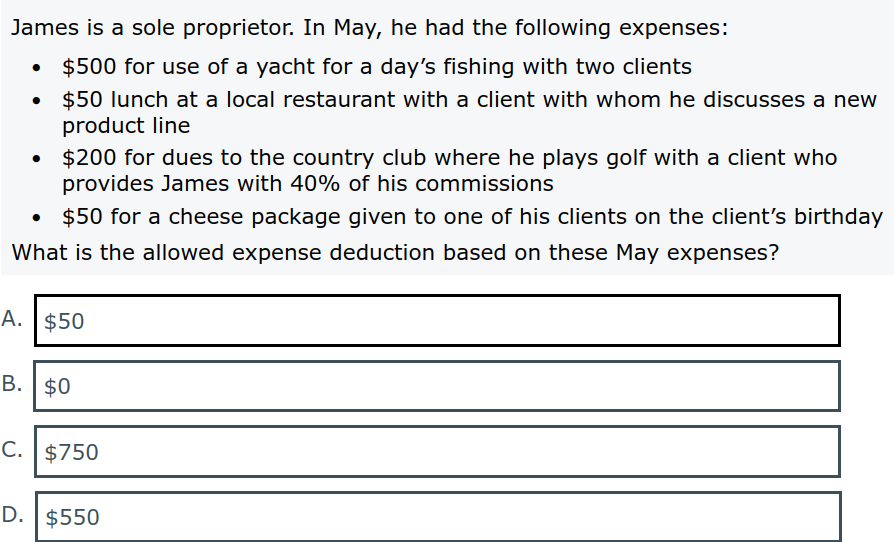 James is a sole proprietor. In May, he had the following expenses:
• $500 for use of a yacht for a day’s fishing with two clients
• $50 lunch at a local restaurant with a client with whom he discusses a new
product line
• $200 for dues to the country club where he plays golf with a client who
provides James with 40% of his commissions
• $50 for a cheese package given to one of his clients on the client’s birthday
What is the allowed expense deduction based on these May expenses?
A. $50
B. $0
C. $750
D. $550